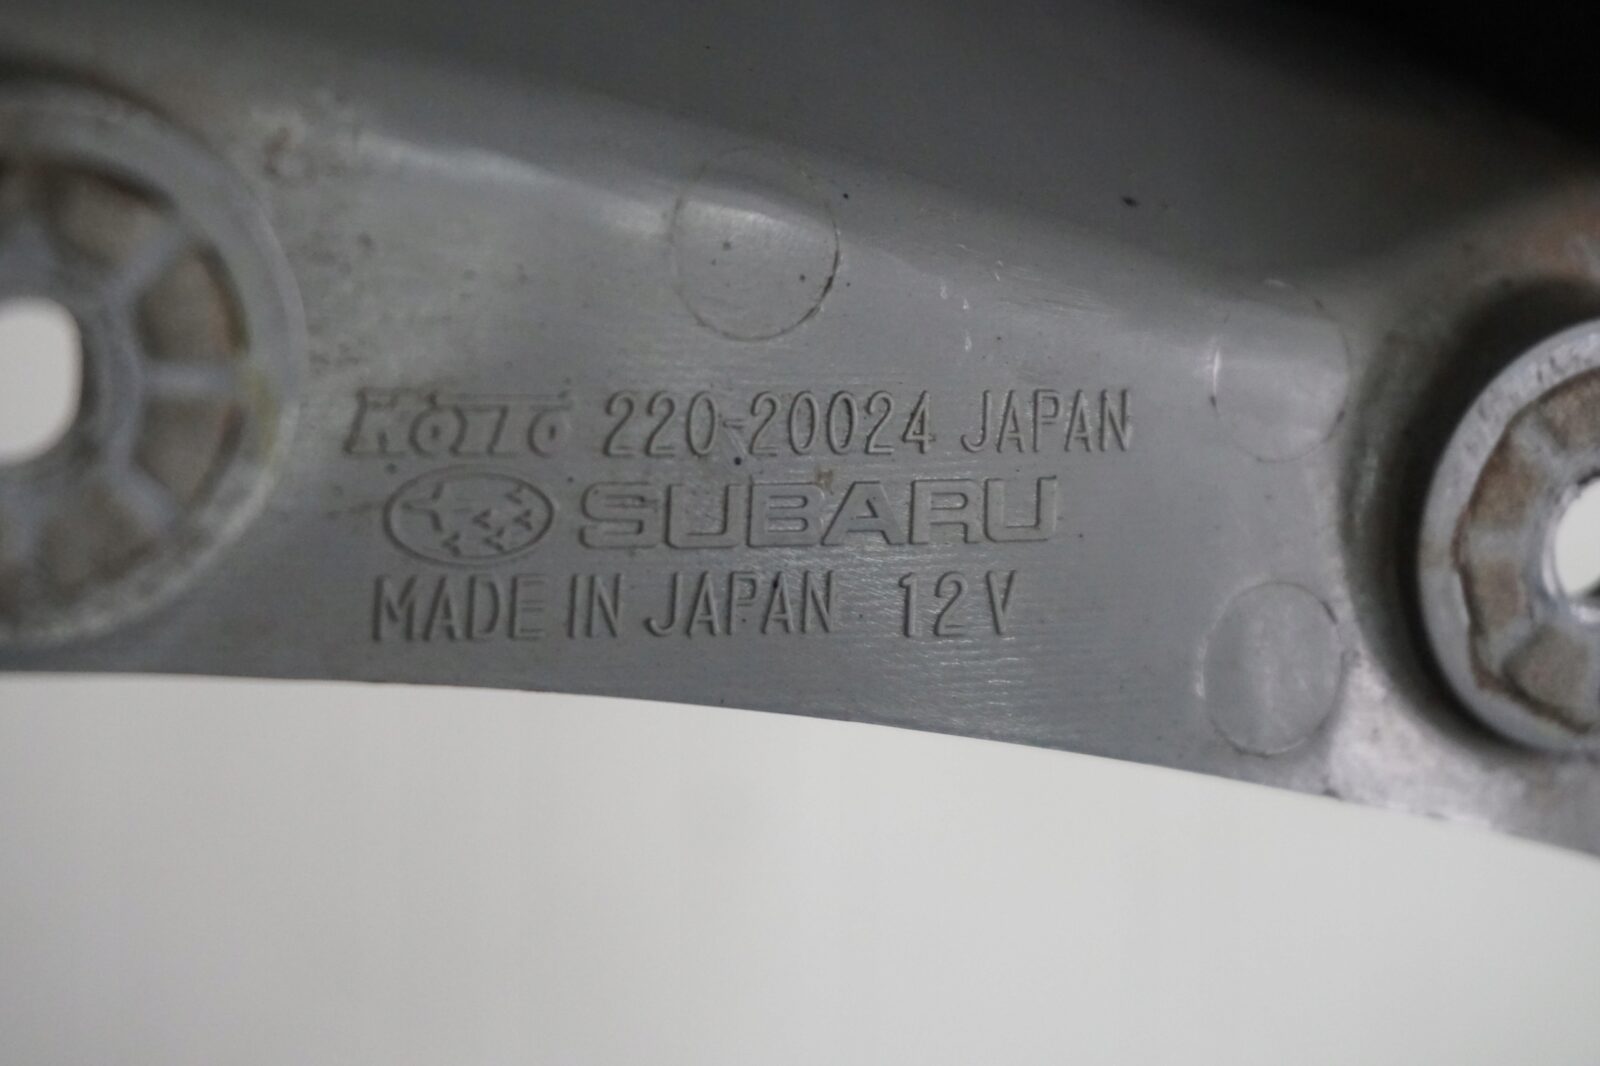 Koito 220-20024 JAPAN
SUBARU
MADE IN JAPAN 12V